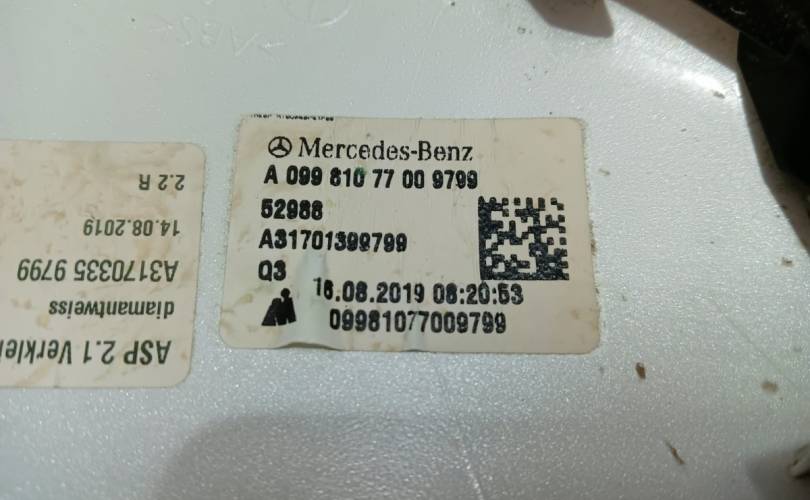 Mercedes-Benz
A 099 810 77 00 9799
52988
A31701399799
Q3
16.08.2019 08:20:53
09981077009799
ASP 2.1 Verklei
diamantweiss
A3170335 9799
14.08.2019
2.2 R